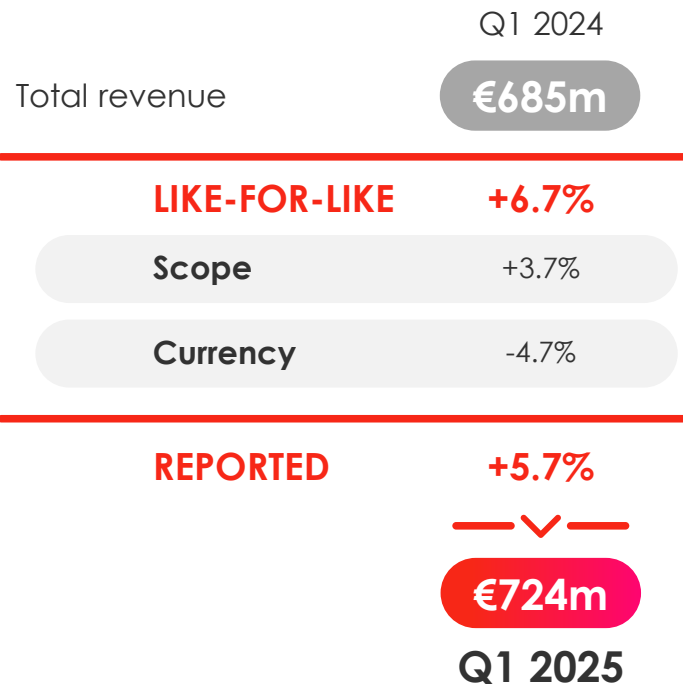 Q1 2024
Total revenue €685m
LIKE-FOR-LIKE +6.7%
Scope +3.7%
Currency -4.7%
REPORTED +5.7%
€724m
Q1 2025